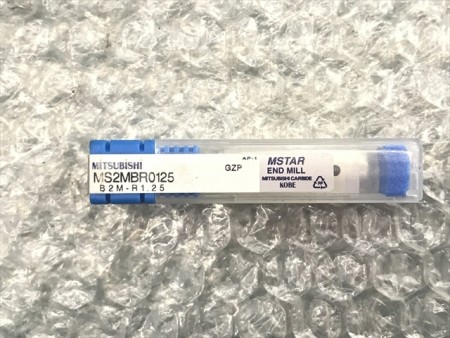 MITSUBISHI
MS2MBR0125
B2M-R1.25
GZP
MSTAR
END MILL
MITSUBISHI CARBIDE
KOBE